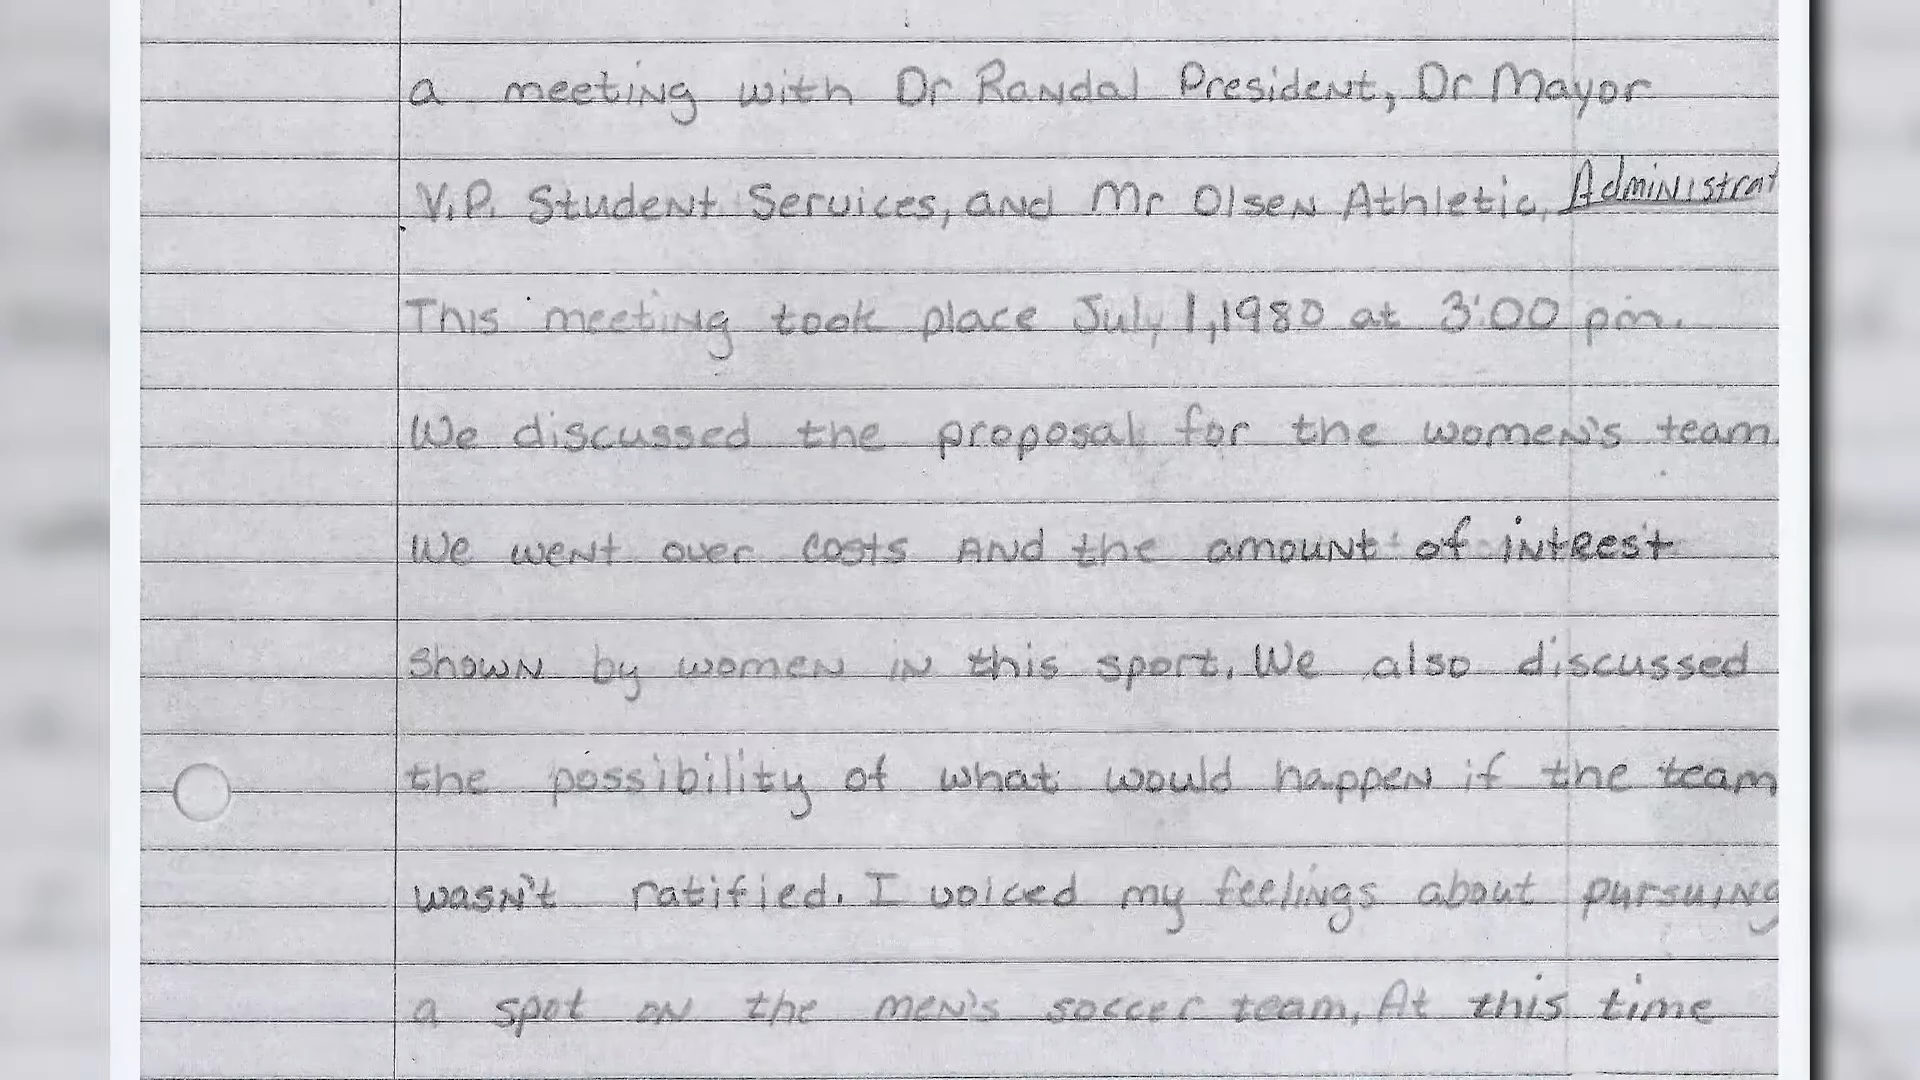 a meeting with Dr Randal President, Dr Mayor
V.P. Student Services, and Mr Olsen Athletic Administrat
This meeting took place July 1, 1980 at 3:00 pm.
We discussed the proposal for the women's team.
We went over costs and the amount of intrest
shown by women in this sport. We also discussed
the possibility of what would happen if the team
wasn't ratified. I voiced my feelings about pursuing
a spot on the men's soccer team. At this time